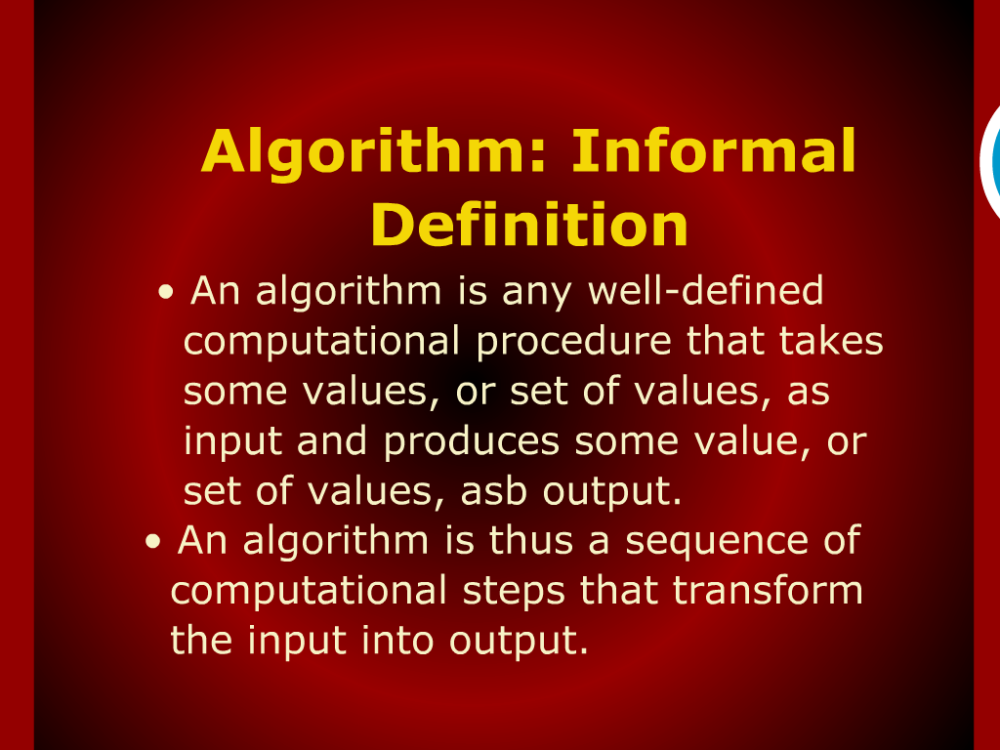 Algorithm: Informal
Definition
• An algorithm is any well-defined
computational procedure that takes
some values, or set of values, as
input and produces some value, or
set of values, asb output.
• An algorithm is thus a sequence of
computational steps that transform
the input into output.